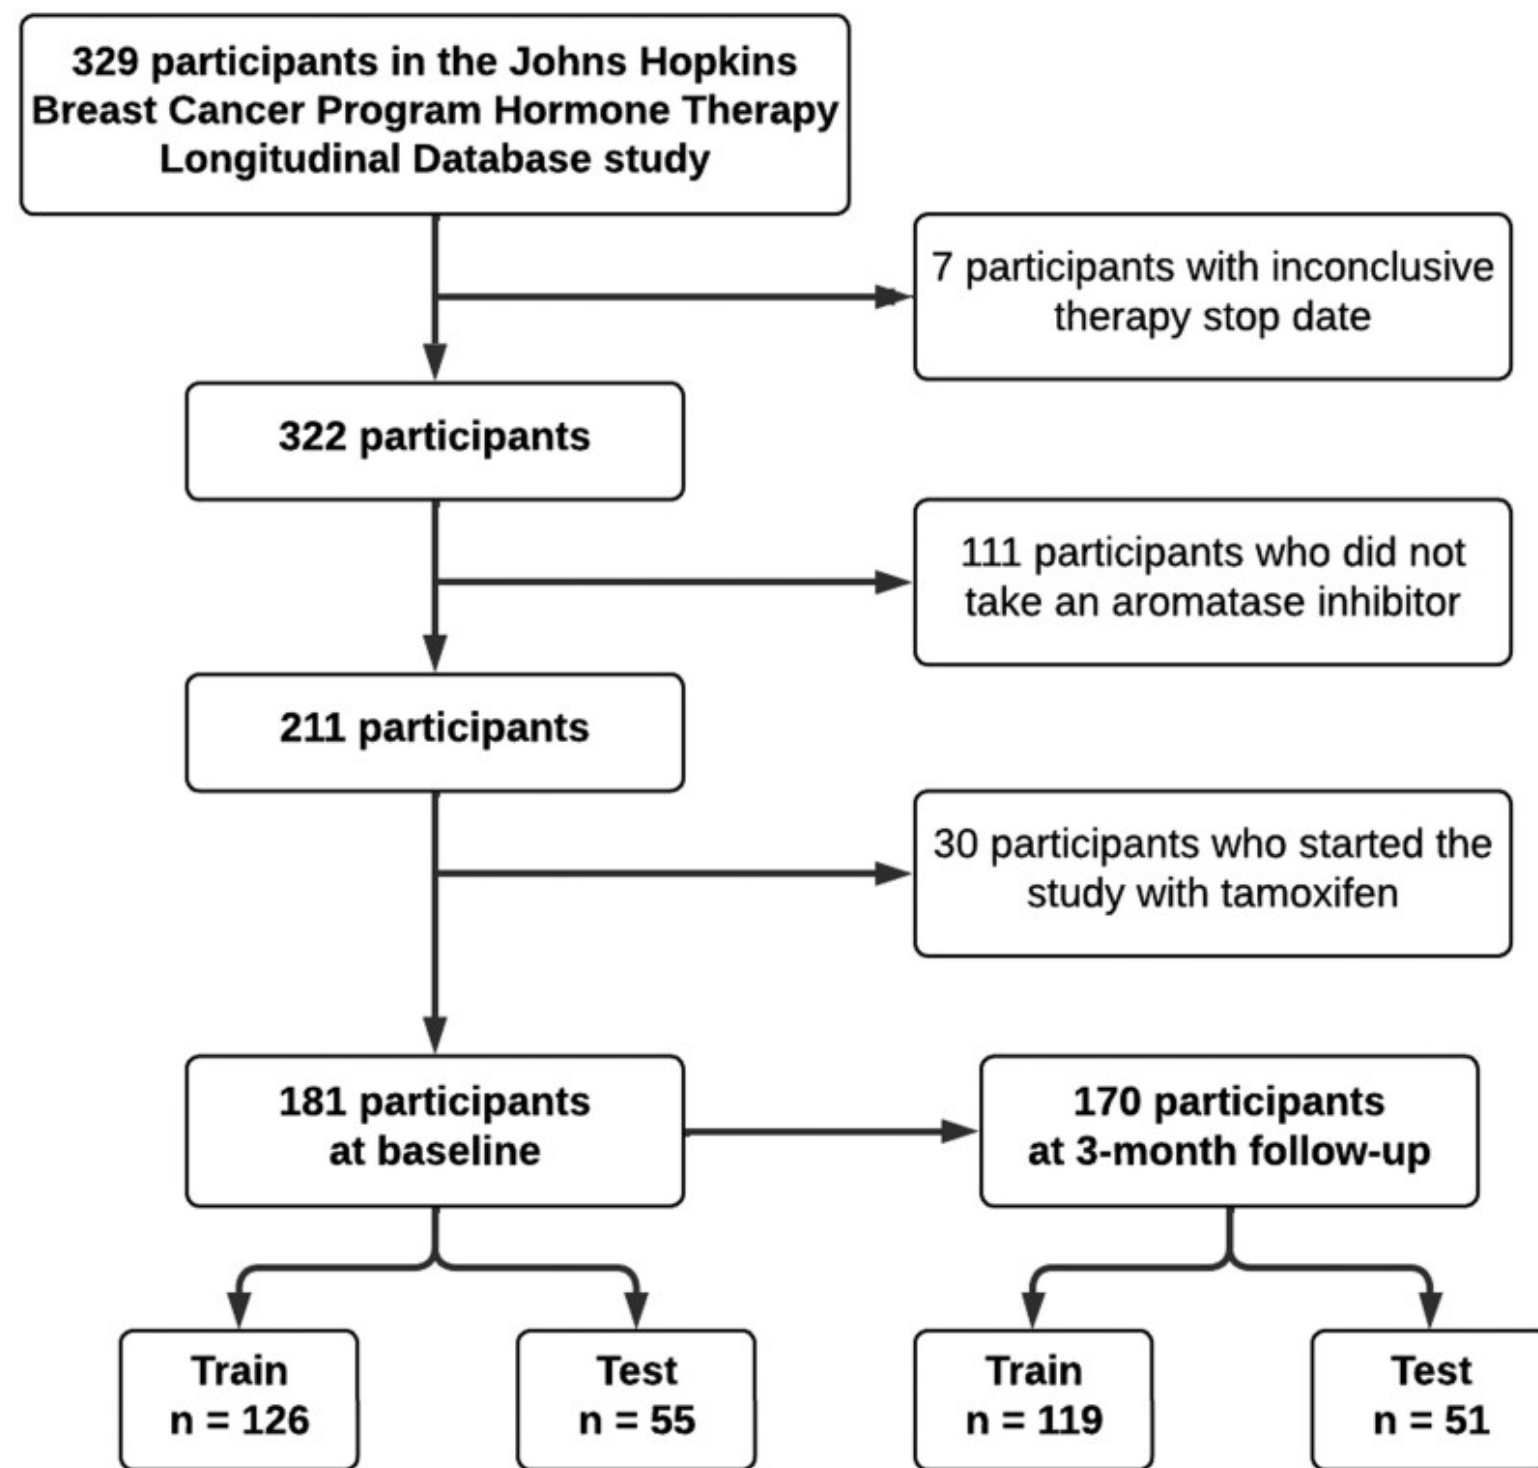 329 participants in the Johns Hopkins
Breast Cancer Program Hormone Therapy
Longitudinal Database study
7 participants with inconclusive
therapy stop date
322 participants
111 participants who did not
take an aromatase inhibitor
211 participants
30 participants who started the
study with tamoxifen
181 participants
at baseline
170 participants
at 3-month follow-up
Train
n = 126
Test
n = 55
Train
n = 119
Test
n = 51